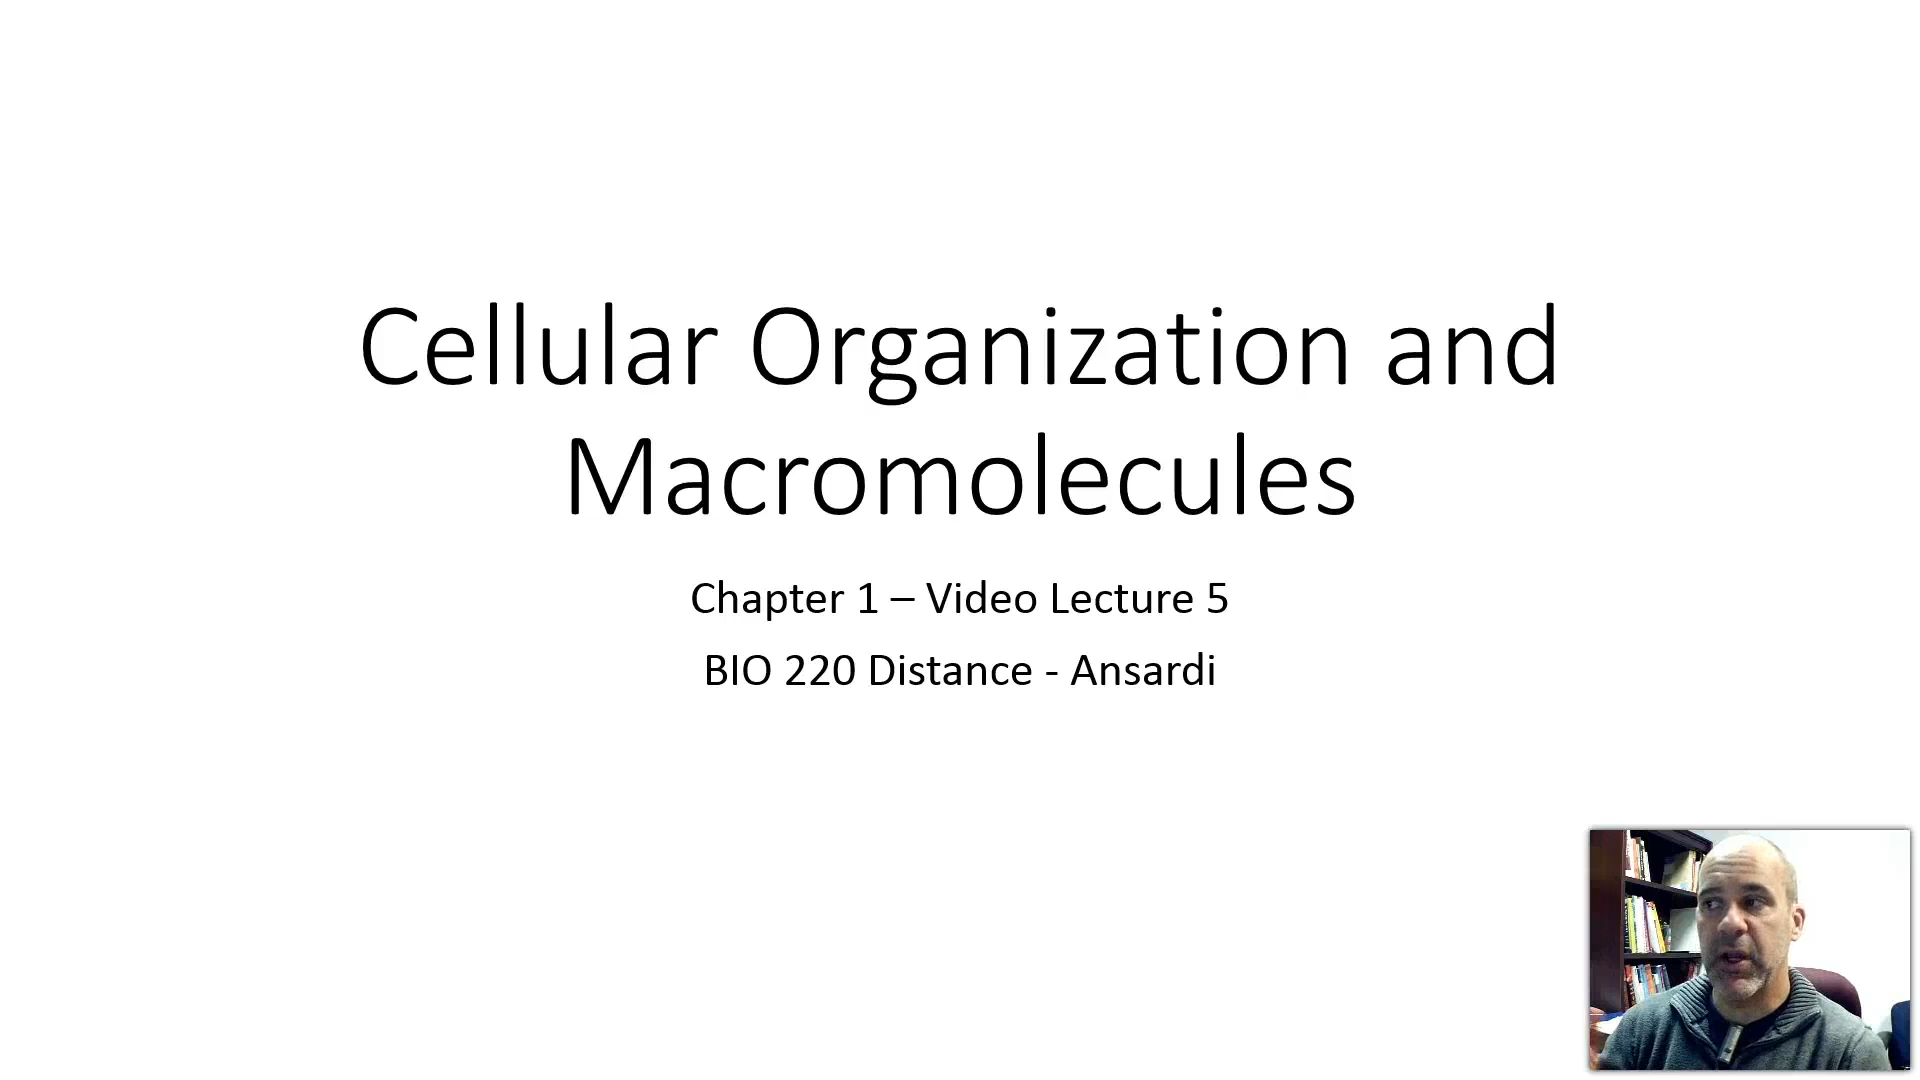 Cellular Organization and
Macromolecules
Chapter 1 – Video Lecture 5
BIO 220 Distance - Ansardi